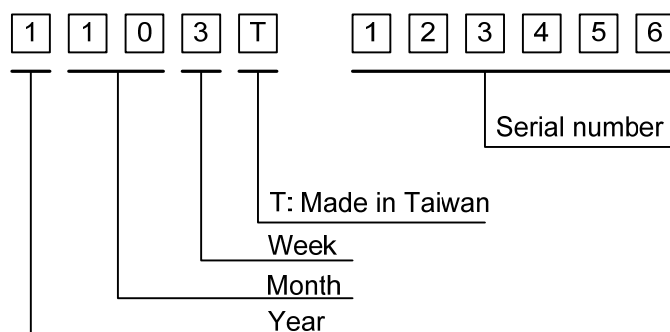 1 1 0 3 T 1 2 3 4 5 6
Serial number
T: Made in Taiwan
Week
Month
Year